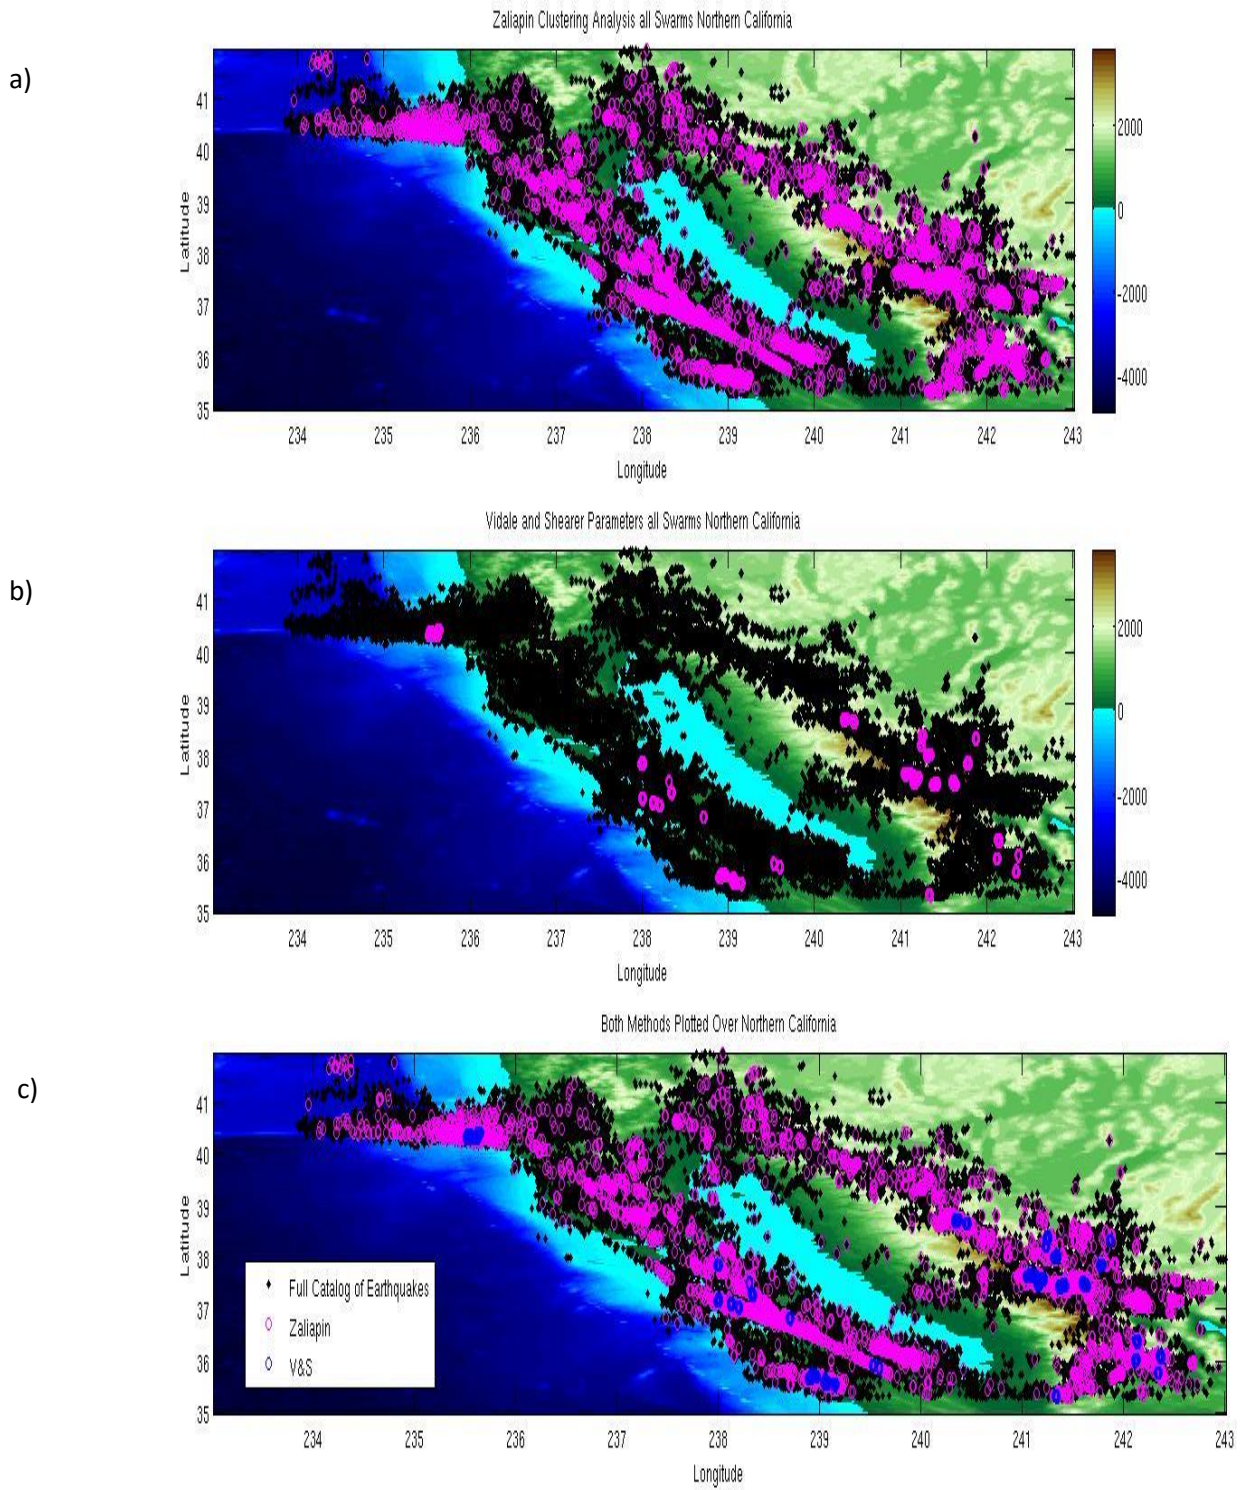 Zaliapin Clustering Analysis all Swarms Northern California
a)
41
40
39
38
37
36
35
Latitude
234 235 236 237 238 239 240 241 242 243
Longitude
2000
0
-2000
-4000
Vidale and Shearer Parameters all Swarms Northern California
b)
41
40
39
38
37
36
35
Latitude
234 235 236 237 238 239 240 241 242 243
Longitude
2000
0
-2000
-4000
Both Methods Plotted Over Northern California
c)
41
40
39
38
37
36
35
Latitude
Full Catalog of Earthquakes
Zaliapin
V&S
234 235 236 237 238 239 240 241 242 243
Longitude